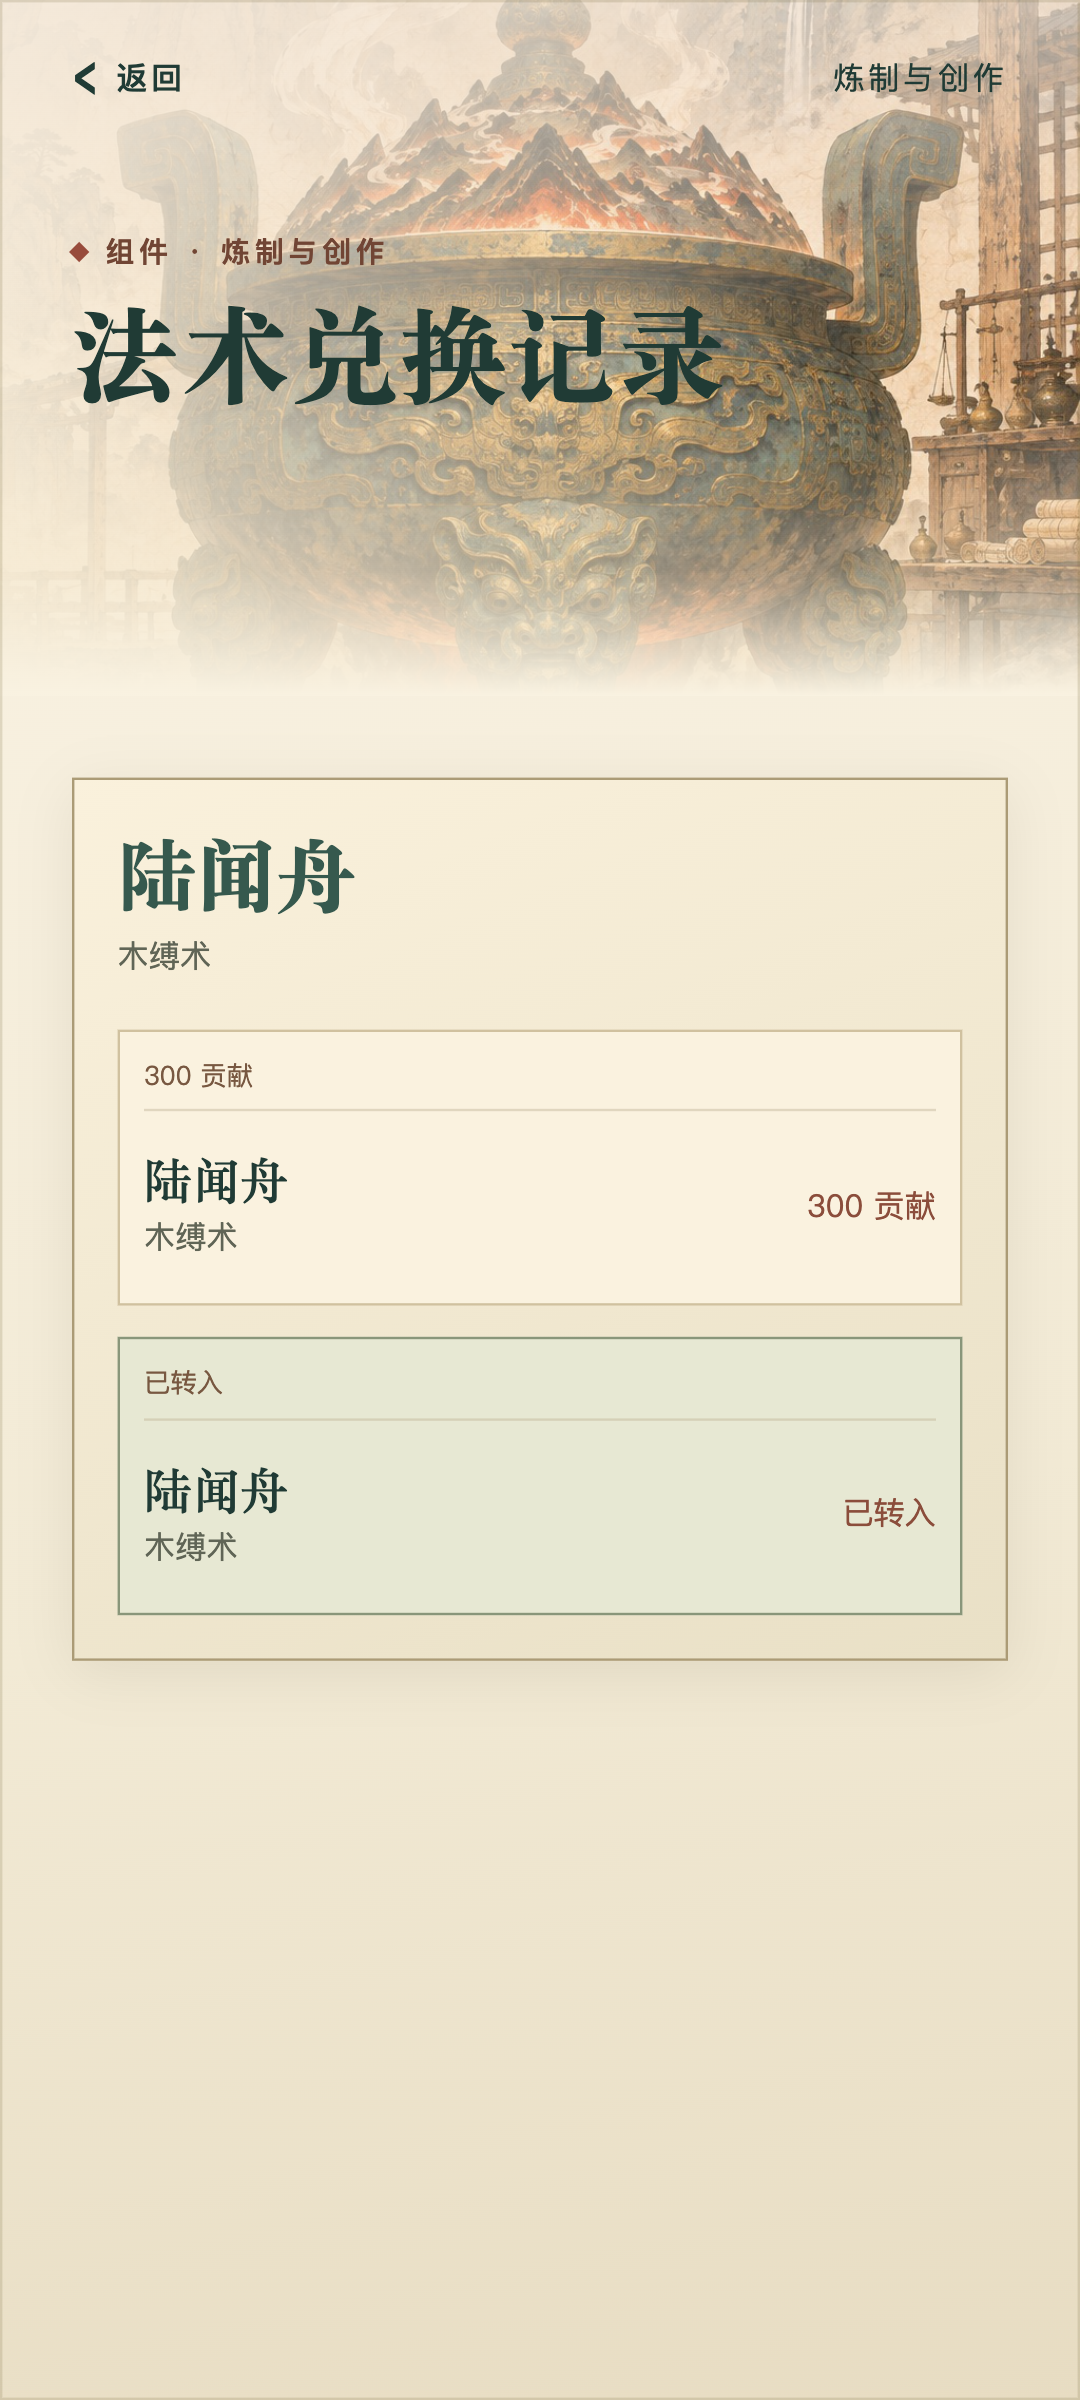 返回
炼制与创作
组件 · 炼制与创作
法术兑换记录
陆闻舟
木缚术
300 贡献
陆闻舟
木缚术
300 贡献
已转入
陆闻舟
木缚术
已转入